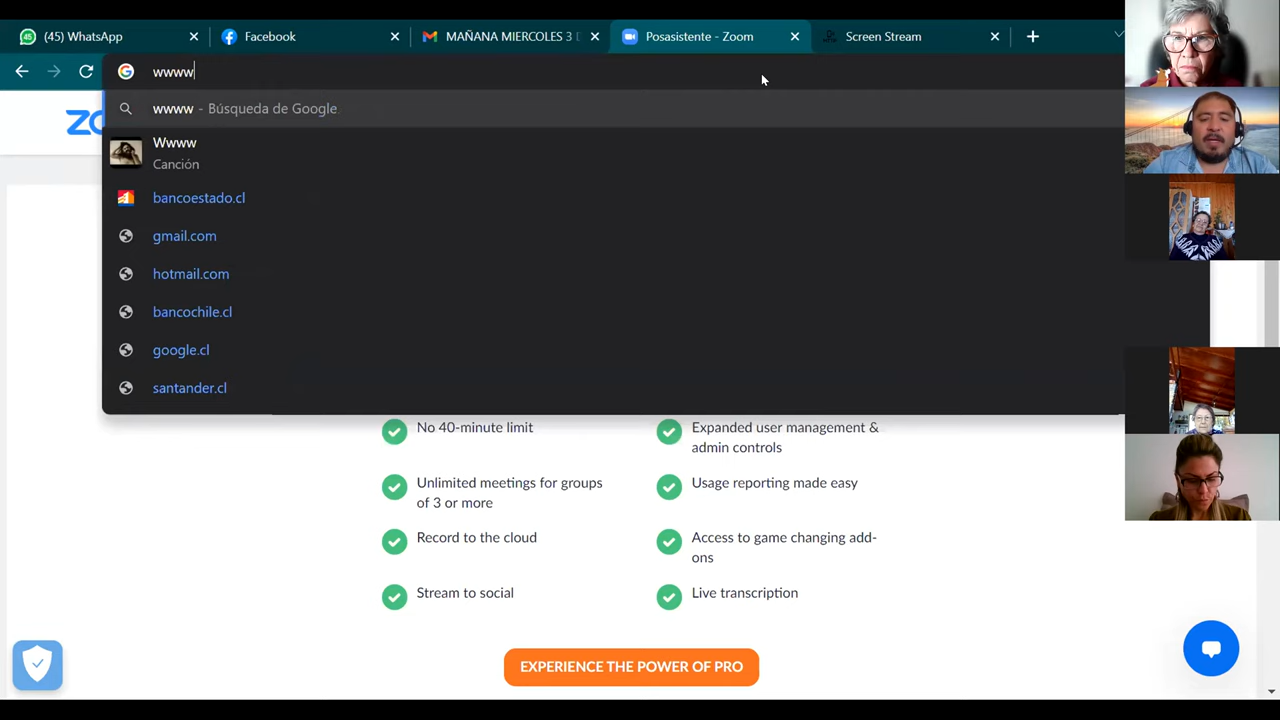 (45) WhatsApp
Facebook
MAÑANA MIERCOLES 3
Posasistente - Zoom
Screen Stream
wwww
wwww - Búsqueda de Google
Wwww
Canción
bancoestado.cl
gmail.com
hotmail.com
bancochile.cl
google.cl
santander.cl
No 40-minute limit
Unlimited meetings for groups
of 3 or more
Record to the cloud
Stream to social
Expanded user management &
admin controls
Usage reporting made easy
Access to game changing add-
ons
Live transcription
EXPERIENCE THE POWER OF PRO